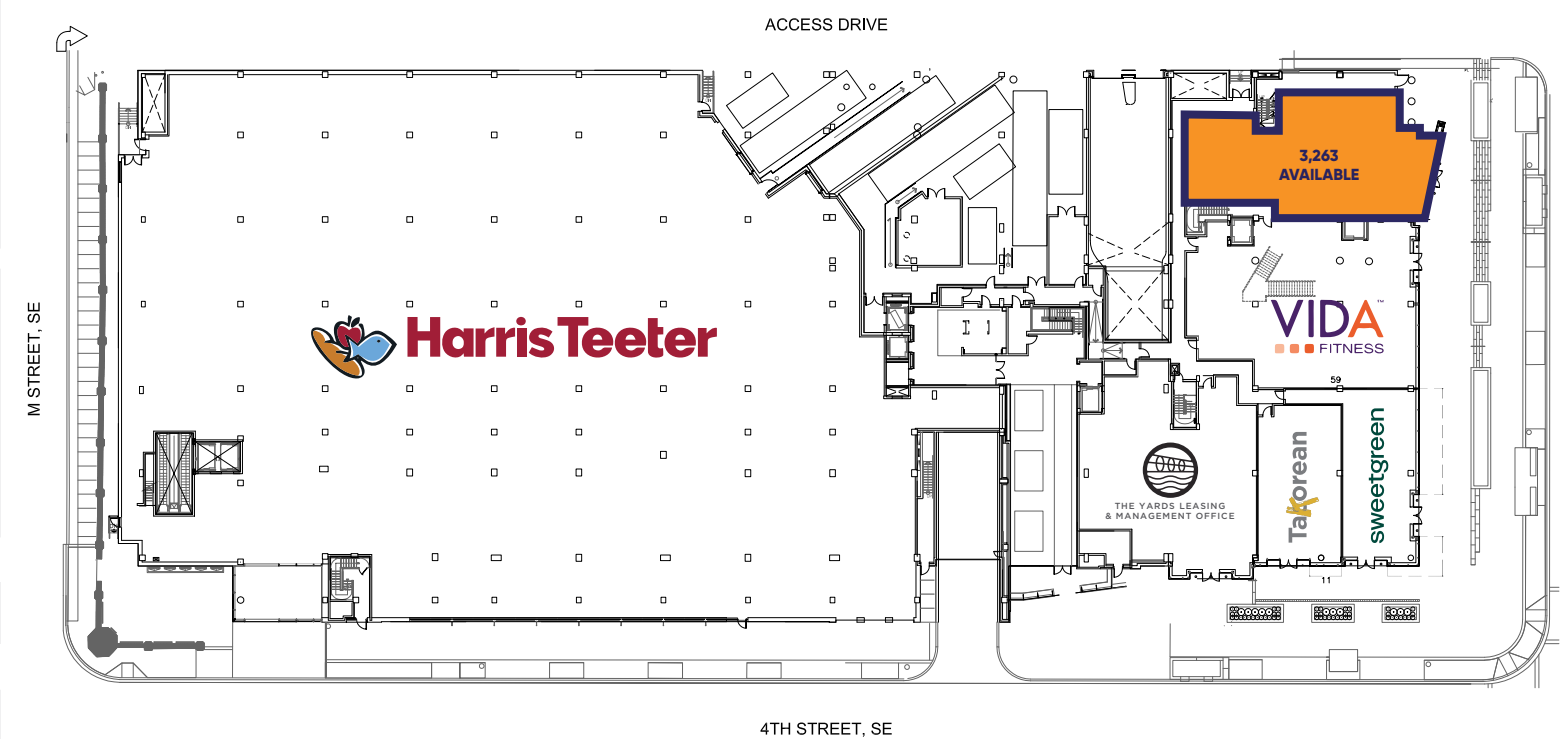 ACCESS DRIVE
3,263
AVAILABLE
M STREET, SE
Harris Teeter
VIDA
FITNESS
59
THE YARDS LEASING
& MANAGEMENT OFFICE
TaKorean
sweetgreen
11
4TH STREET, SE